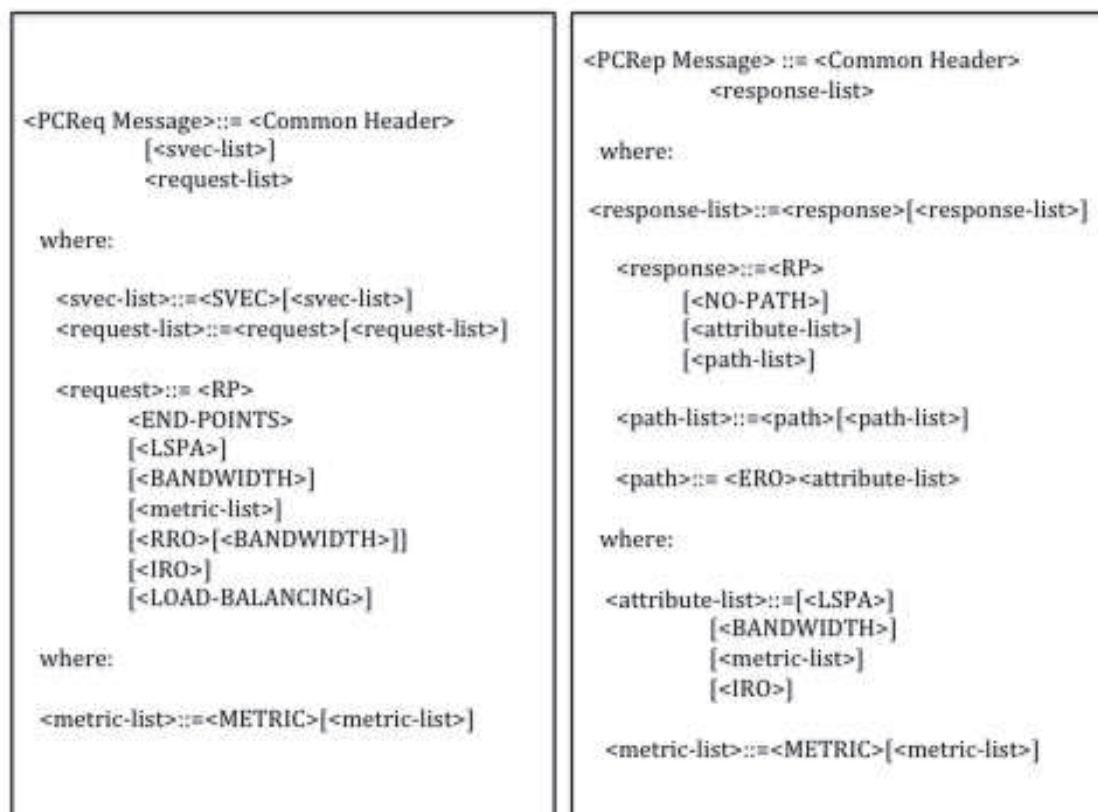 <PCReq Message>::= <Common Header>
[<svec-list>]
<request-list>
where:
<svec-list>::=<SVEC>[<svec-list>]
<request-list>::=<request>[<request-list>]
<request>::= <RP>
<END-POINTS>
[<LSPA>]
[<BANDWIDTH>]
[<metric-list>]
[<RRO>[<BANDWIDTH>]]
[<IRO>]
[<LOAD-BALANCING>]
where:
<metric-list>::=<METRIC>[<metric-list>]
<PCRep Message> ::= <Common Header>
<response-list>
where:
<response-list>::=<response>[<response-list>]
<response>::=<RP>
[<NO-PATH>]
[<attribute-list>]
[<path-list>]
<path-list>::=<path>[<path-list>]
<path>::= <ERO><attribute-list>
where:
<attribute-list>::=[<LSPA>]
[<BANDWIDTH>]
[<metric-list>]
[<IRO>]
<metric-list>::=<METRIC>[<metric-list>]